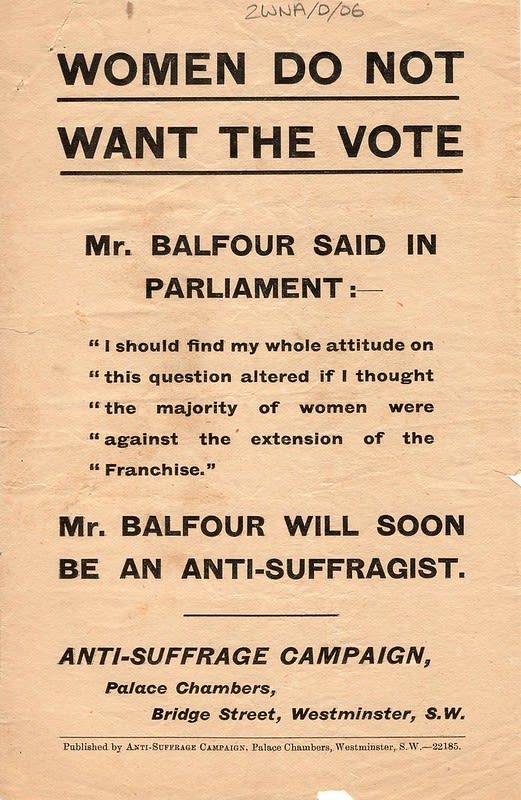 2WNA/D/06
WOMEN DO NOT
WANT THE VOTE
Mr. BALFOUR SAID IN
PARLIAMENT :—
“ I should find my whole attitude on
“ this question altered if I thought
“ the majority of women were
“ against the extension of the
“ Franchise.”
Mr. BALFOUR WILL SOON
BE AN ANTI-SUFFRAGIST.
ANTI-SUFFRAGE CAMPAIGN,
Palace Chambers,
Bridge Street, Westminster, S.W.
Published by ANTI-SUFFRAGE CAMPAIGN, Palace Chambers, Westminster, S.W.—22185.